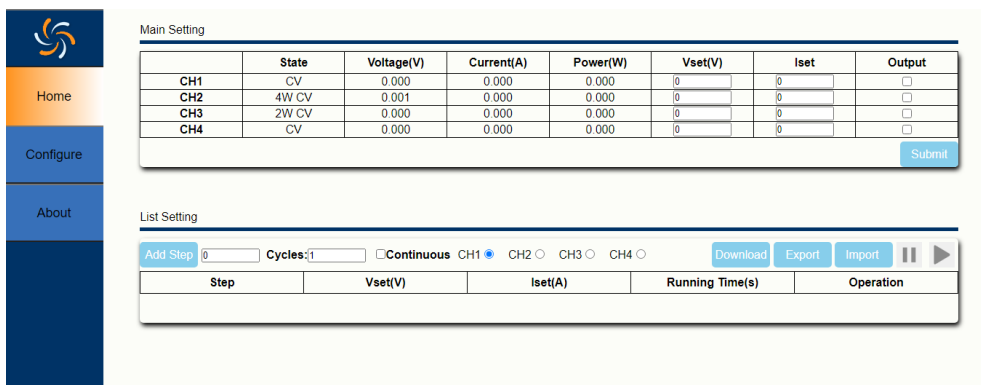 Main Setting
State Voltage(V) Current(A) Power(W) Vset(V) Iset Output
CH1 CV 0.000 0.000 0.000 0 0
Home
CH2 4W CV 0.001 0.000 0.000 0 0
CH3 2W CV 0.000 0.000 0.000 0 0
CH4 CV 0.000 0.000 0.000 0 0
Configure
Submit
About
List Setting
Add Step 0 Cycles: 1 Continuous CH1 CH2 CH3 CH4 Download Export Import
Step Vset(V) Iset(A) Running Time(s) Operation